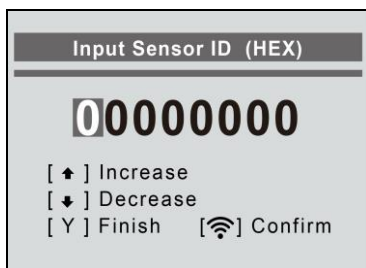 Input Sensor ID (HEX)
00000000
[ ↑ ] Increase
[ ↓ ] Decrease
[ Y ] Finish [ ] Confirm